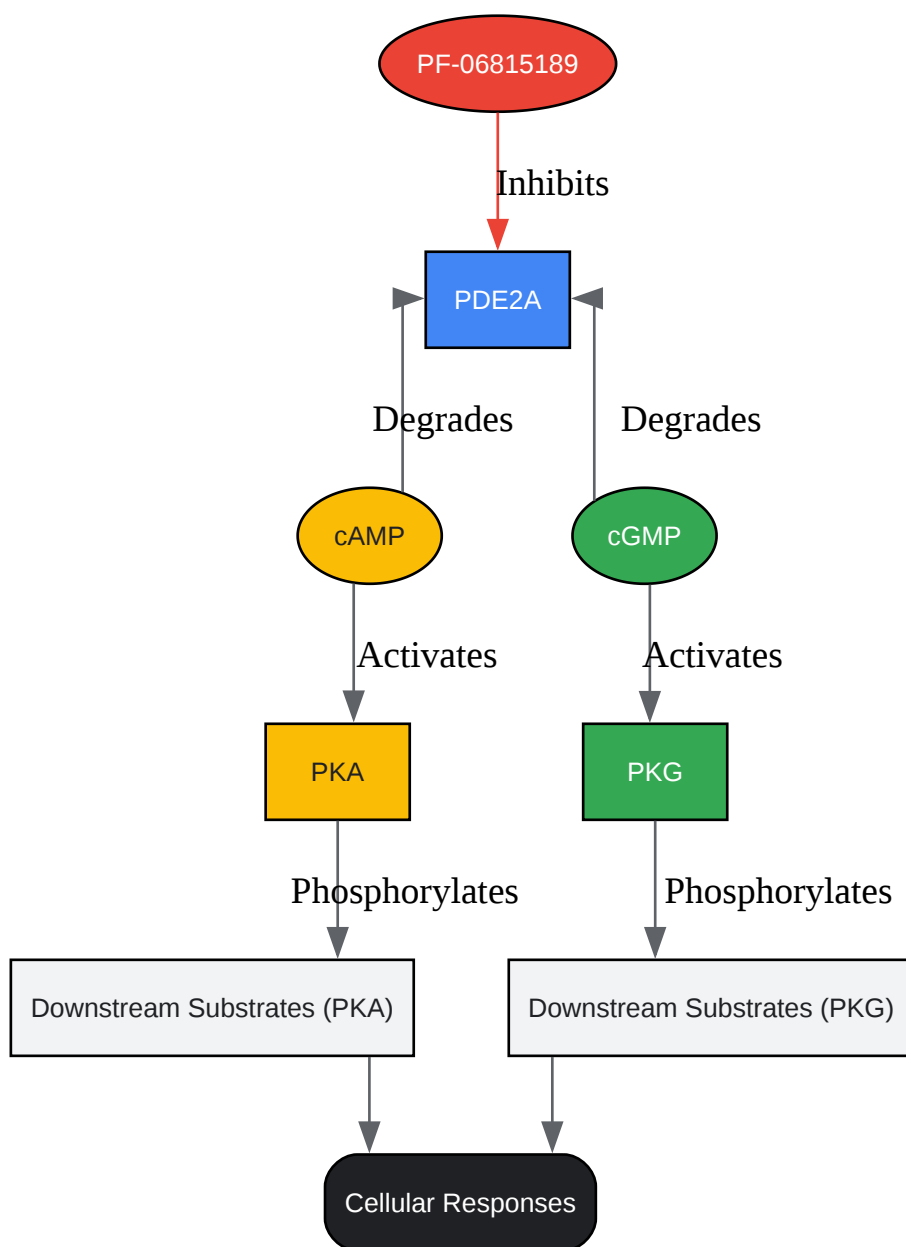 PF-06815189
Inhibits
PDE2A
Degrades
Degrades
cAMP
cGMP
Activates
Activates
PKA
PKG
Phosphorylates
Phosphorylates
Downstream Substrates (PKA)
Downstream Substrates (PKG)
Cellular Responses